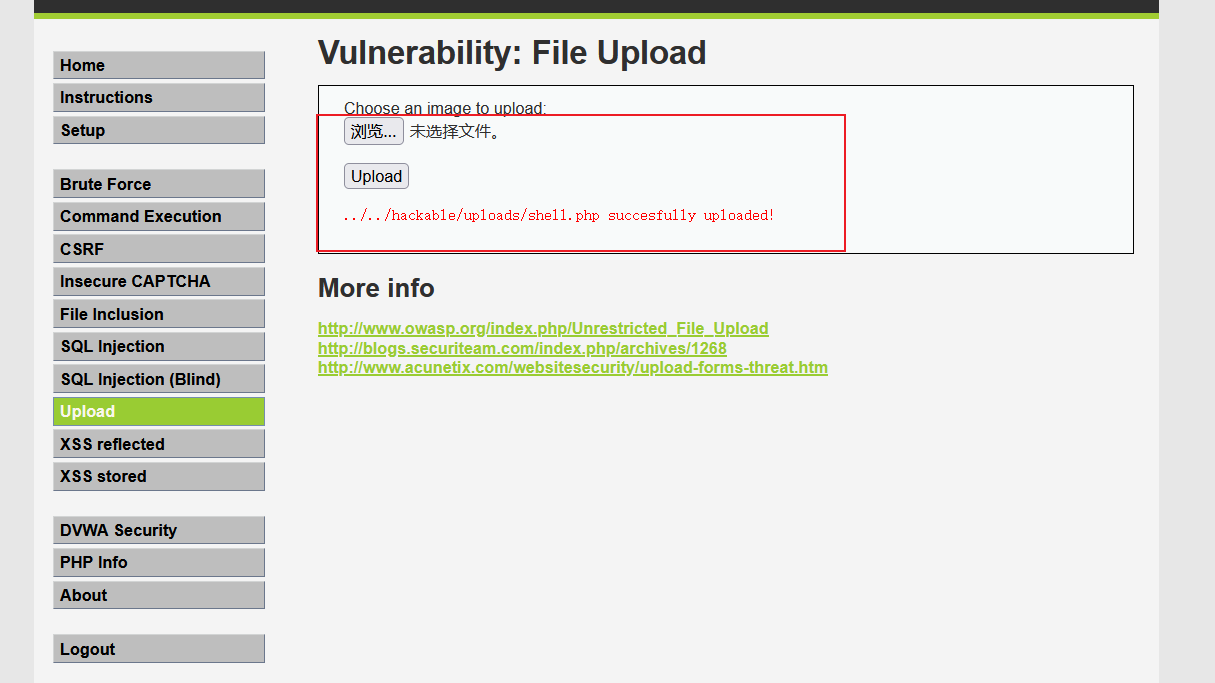 Home
Instructions
Setup
Brute Force
Command Execution
CSRF
Insecure CAPTCHA
File Inclusion
SQL Injection
SQL Injection (Blind)
Upload
XSS reflected
XSS stored
DVWA Security
PHP Info
About
Logout
Vulnerability: File Upload
Choose an image to upload:
浏览... 未选择文件。
Upload
../../hackable/uploads/shell.php succesfully uploaded!
More info
http://www.owasp.org/index.php/Unrestricted_File_Upload
http://blogs.securiteam.com/index.php/archives/1268
http://www.acunetix.com/websitesecurity/upload-forms-threat.htm